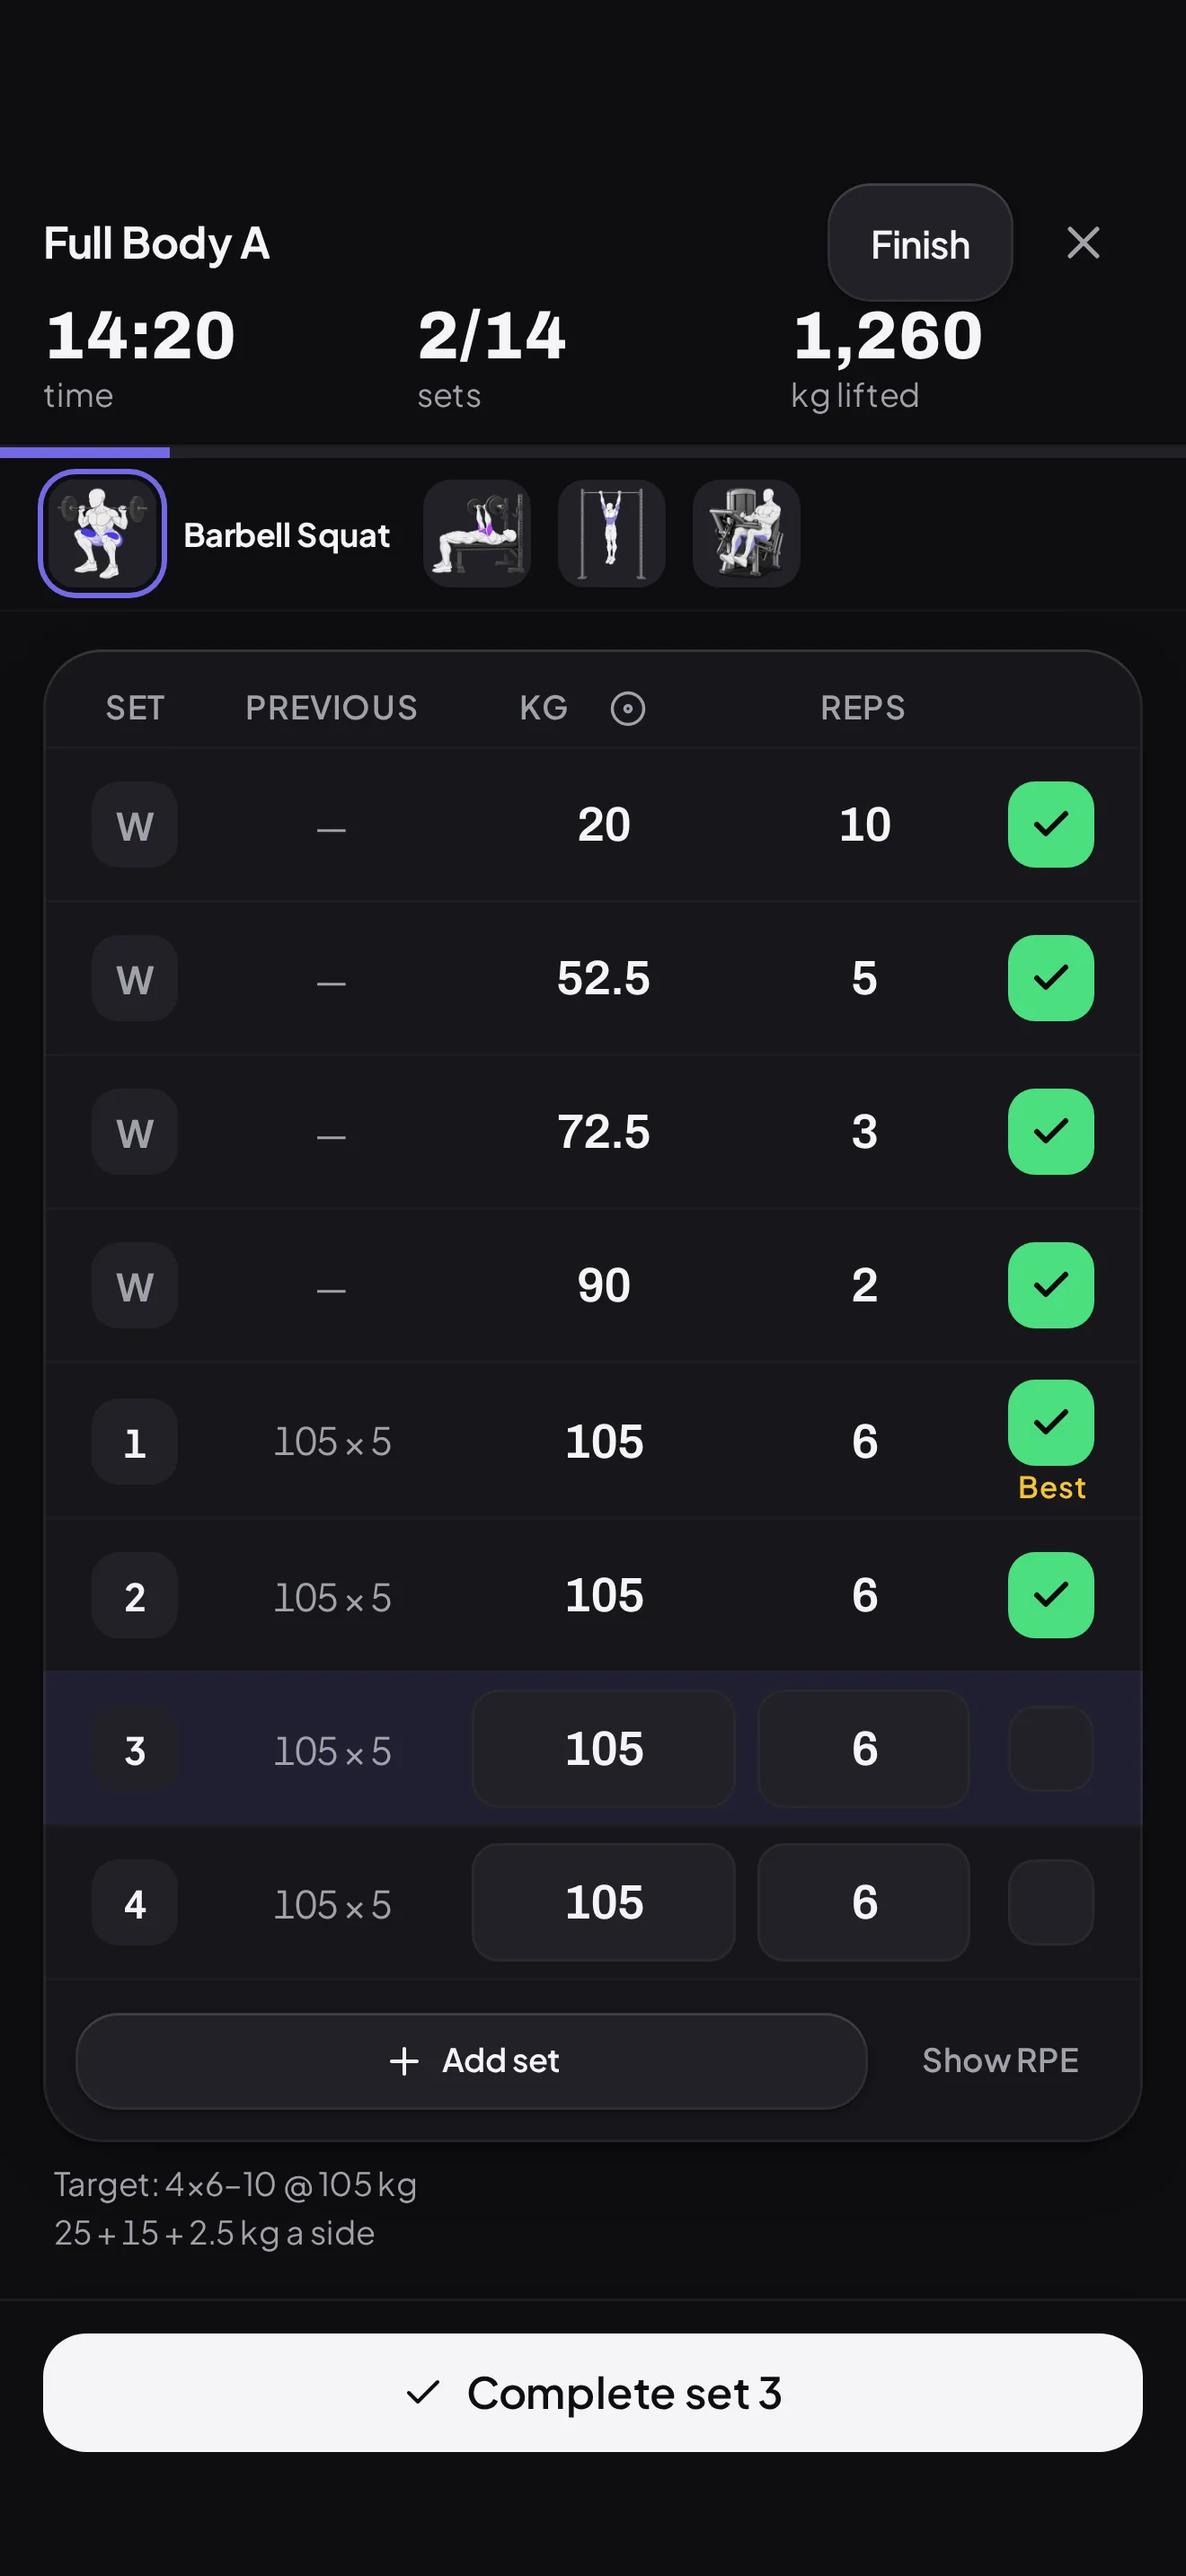 Full Body A
Finish
14:20
2/14
1,260
time
sets
kg lifted
Barbell Squat
SET PREVIOUS KG REPS
W — 20 10
W — 52.5 5
W — 72.5 3
W — 90 2
1 105 × 5 105 6
Best
2 105 × 5 105 6
3 105 × 5 105 6
4 105 × 5 105 6
+ Add set
Show RPE
Target: 4×6–10 @ 105 kg
25 + 15 + 2.5 kg a side
Complete set 3